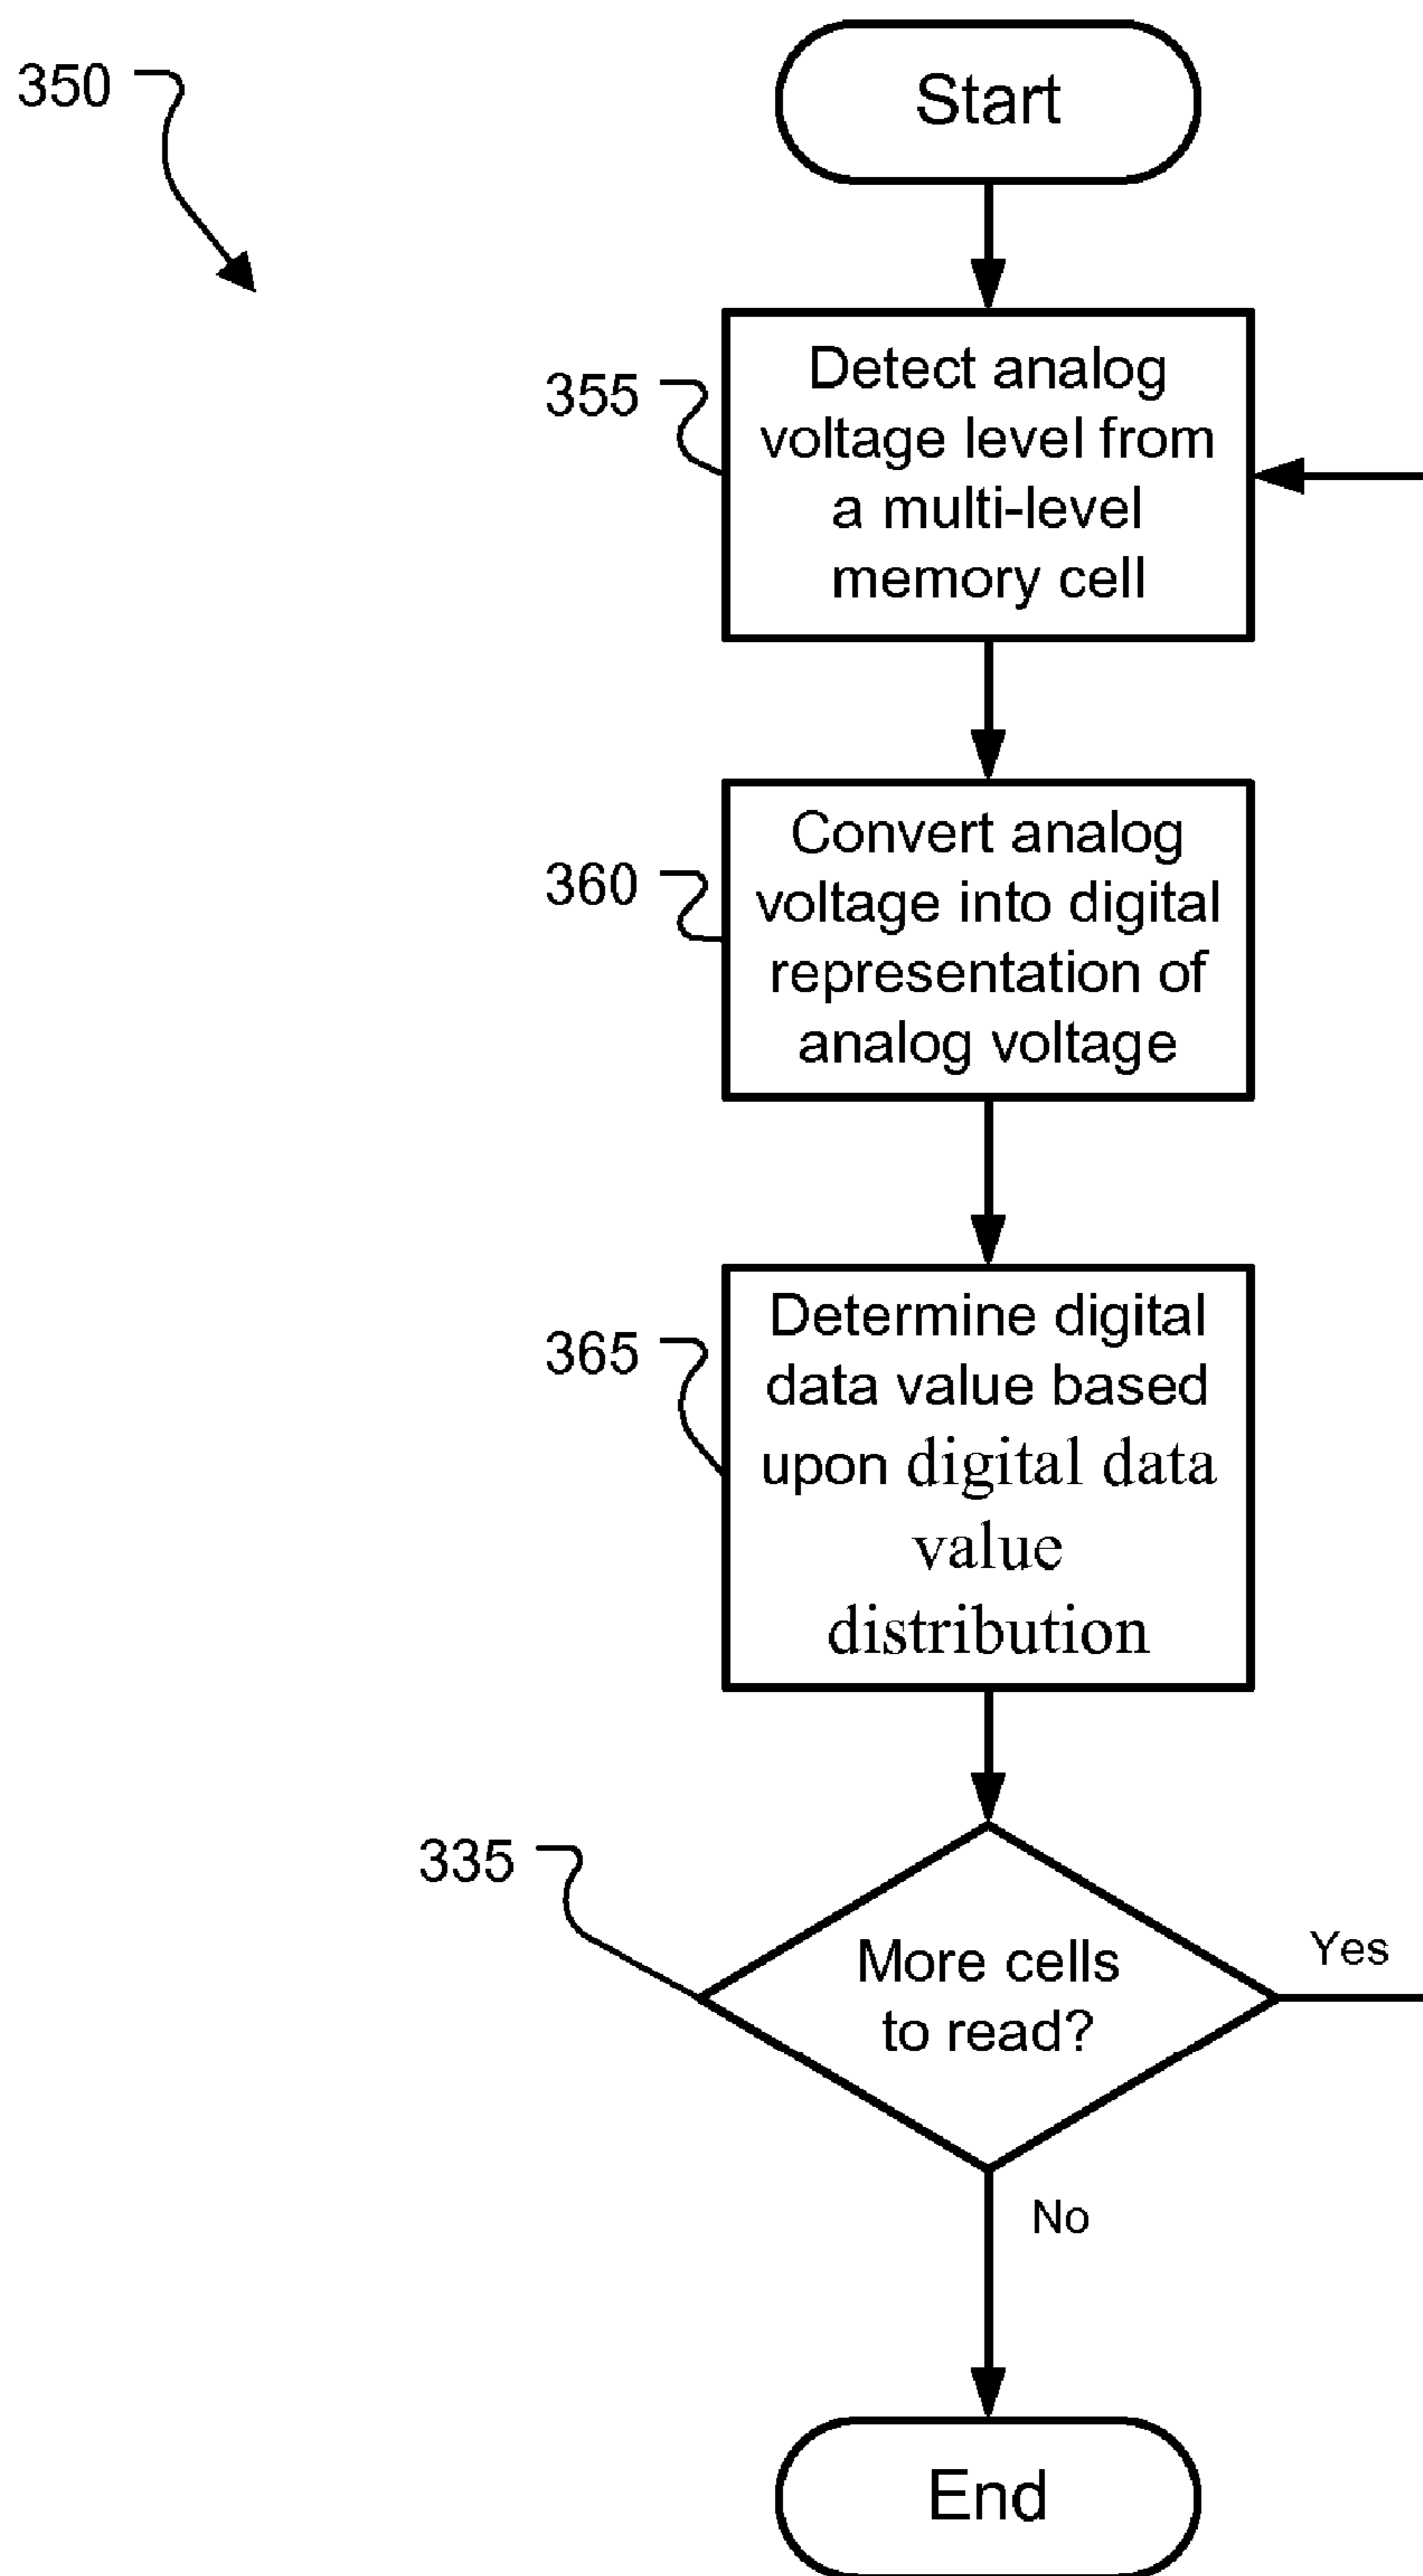 350
Start
355
Detect analog
voltage level from
a multi-level
memory cell
360
Convert analog
voltage into digital
representation of
analog voltage
365
Determine digital
data value based
upon digital data
value
distribution
335
More cells
to read?
Yes
No
End